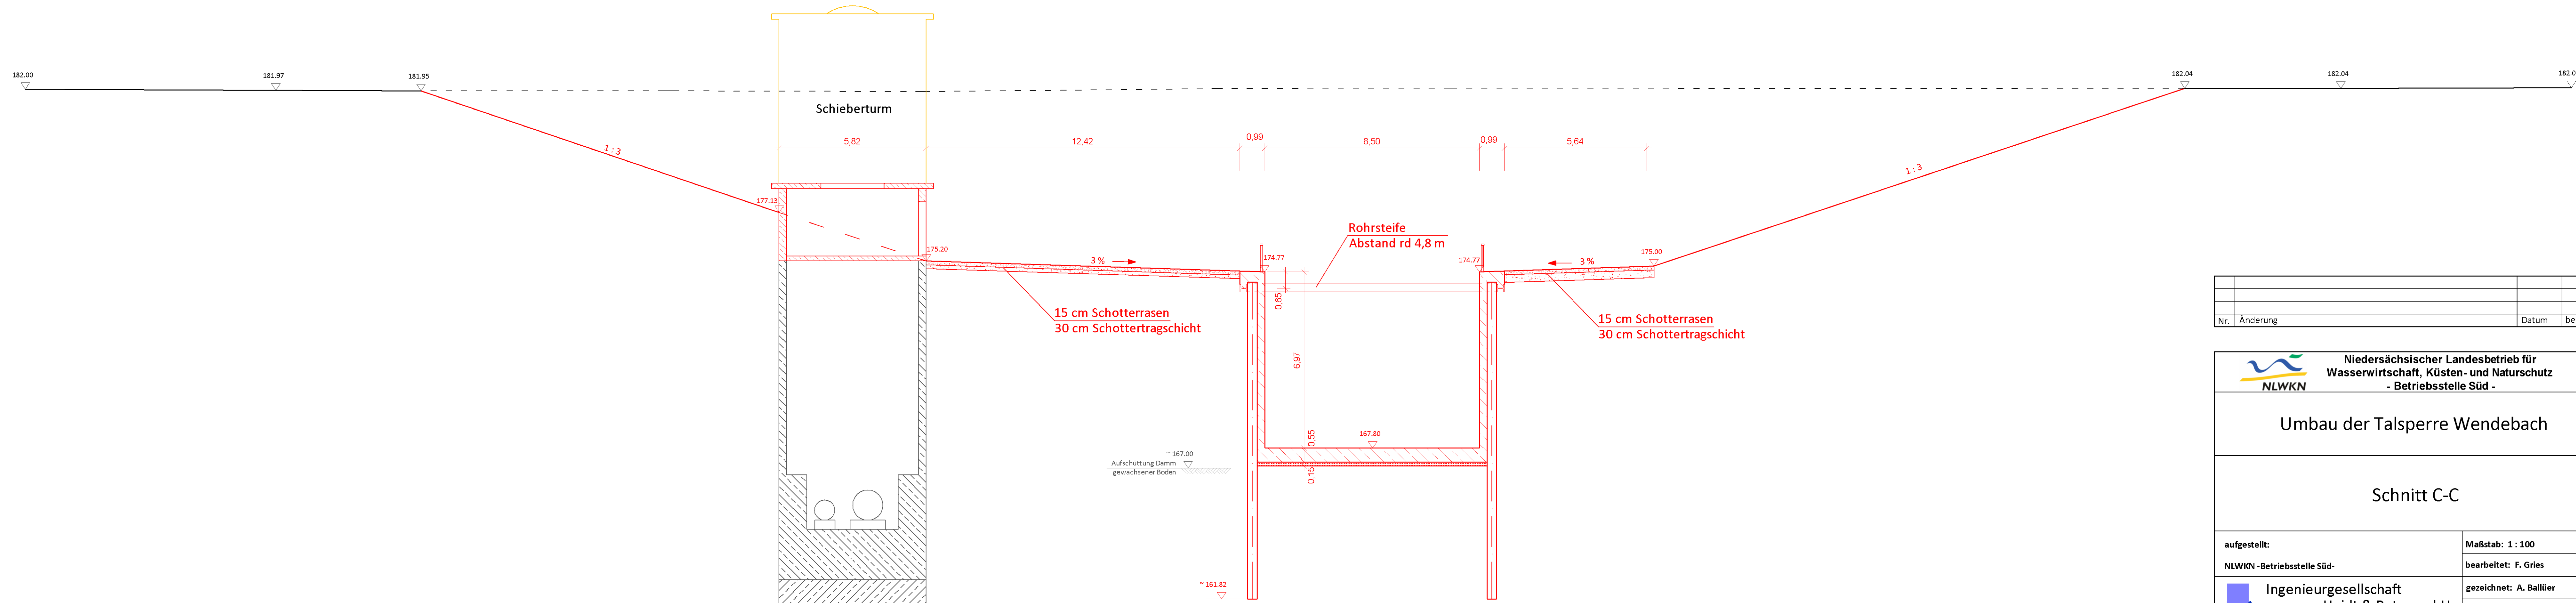 182.00
181.97
181.95
182.04
182.04
182.0
Schieberturm
5,82
12,42
0,99
8,50
0,99
5,64
1 : 3
1 : 3
177.13
175.20
3 %
174.77
Rohrsteife
Abstand rd 4,8 m
174.77
3 %
175.00
0,65
15 cm Schotterrasen
30 cm Schottertragschicht
15 cm Schotterrasen
30 cm Schottertragschicht
6,97
0,55
167.80
0,15
~ 167.00
Aufschüttung Damm
gewachsener Boden
~ 161.82
Nr. Änderung Datum be
NLWKN
Niedersächsischer Landesbetrieb für
Wasserwirtschaft, Küsten- und Naturschutz
- Betriebsstelle Süd -
Umbau der Talsperre Wendebach
Schnitt C-C
aufgestellt:
Maßstab: 1 : 100
NLWKN -Betriebsstelle Süd-
bearbeitet: F. Gries
gezeichnet: A. Ballüer
Ingenieurgesellschaft